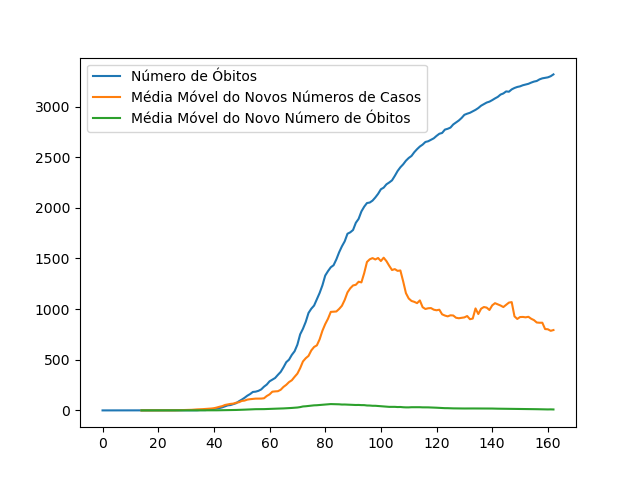 Número de Óbitos
Média Móvel do Novos Números de Casos
Média Móvel do Novo Número de Óbitos
3000
2500
2000
1500
1000
500
0
0 20 40 60 80 100 120 140 160